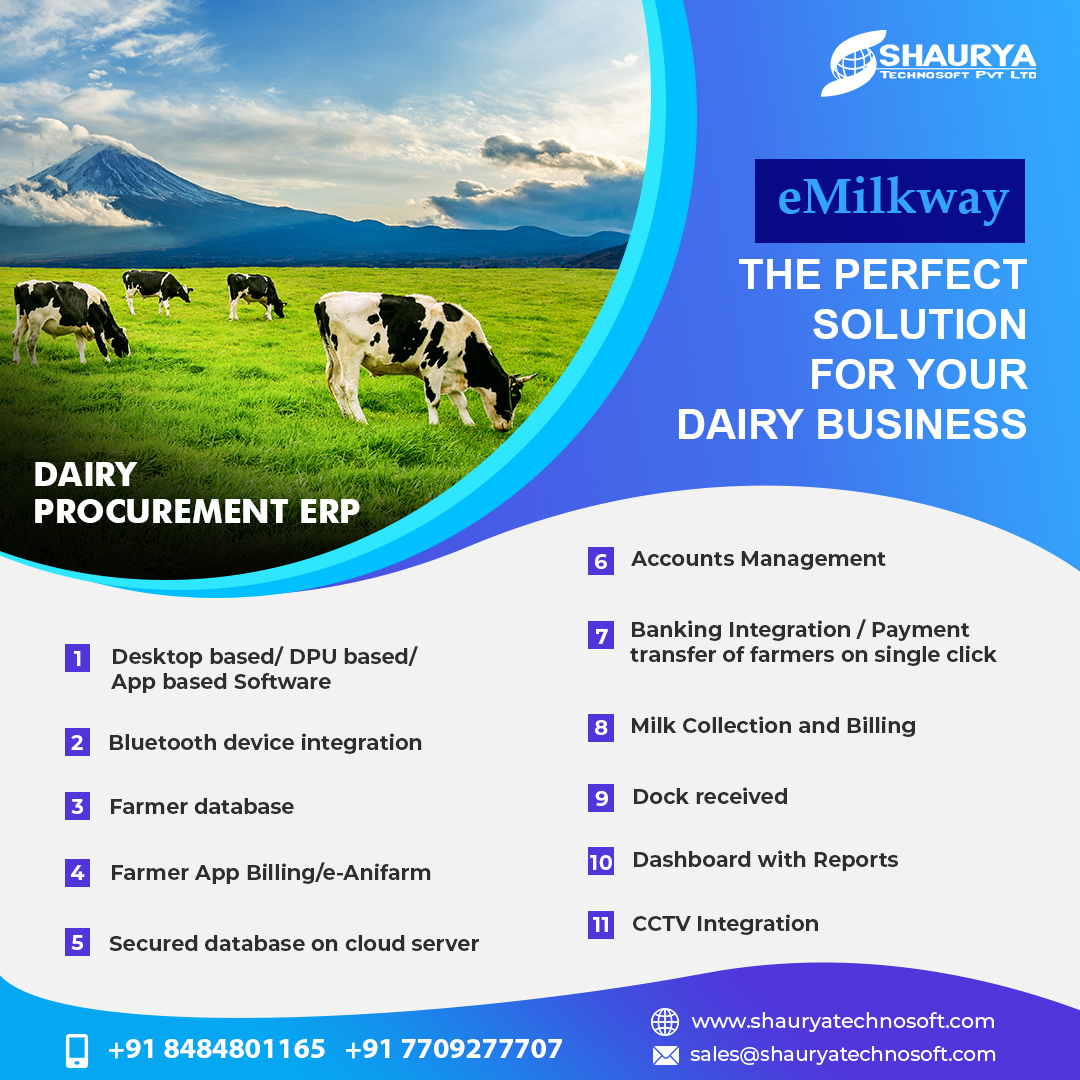 SHAURYA
TECHNOSOFT PVT LTD
eMilkway
THE PERFECT
SOLUTION
FOR YOUR
DAIRY BUSINESS
DAIRY
PROCUREMENT ERP
1 Desktop based/ DPU based/
App based Software
2 Bluetooth device integration
3 Farmer database
4 Farmer App Billing/e-Anifarm
5 Secured database on cloud server
6 Accounts Management
7 Banking Integration / Payment
transfer of farmers on single click
8 Milk Collection and Billing
9 Dock received
10 Dashboard with Reports
11 CCTV Integration
+91 8484801165 +91 7709277707
www.shauryatechnosoft.com
sales@shauryatechnosoft.com